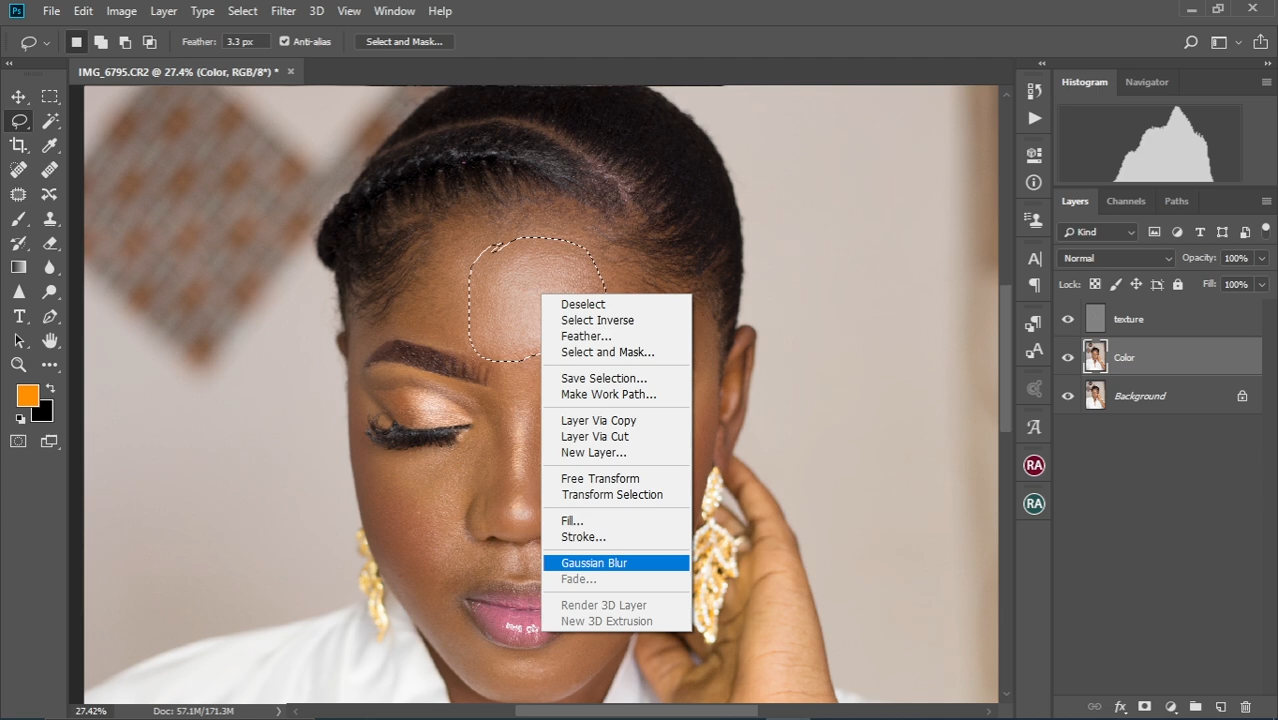 Ps File Edit Image Layer Type Select Filter 3D View Window Help
Feather: 3.3 px Anti-alias Select and Mask...
IMG_6795.CR2 @ 27.4% (Color, RGB/8*) * ×
Histogram Navigator
Layers Channels Paths
Kind
Normal Opacity: 100%
Lock: Fill: 100%
texture
Color
Background
Deselect
Select Inverse
Feather...
Select and Mask...
Save Selection...
Make Work Path...
Layer Via Copy
Layer Via Cut
New Layer...
Free Transform
Transform Selection
Fill...
Stroke...
Gaussian Blur
Fade...
Render 3D Layer
New 3D Extrusion
RA
RA
27.42% Doc: 57.1M/171.3M